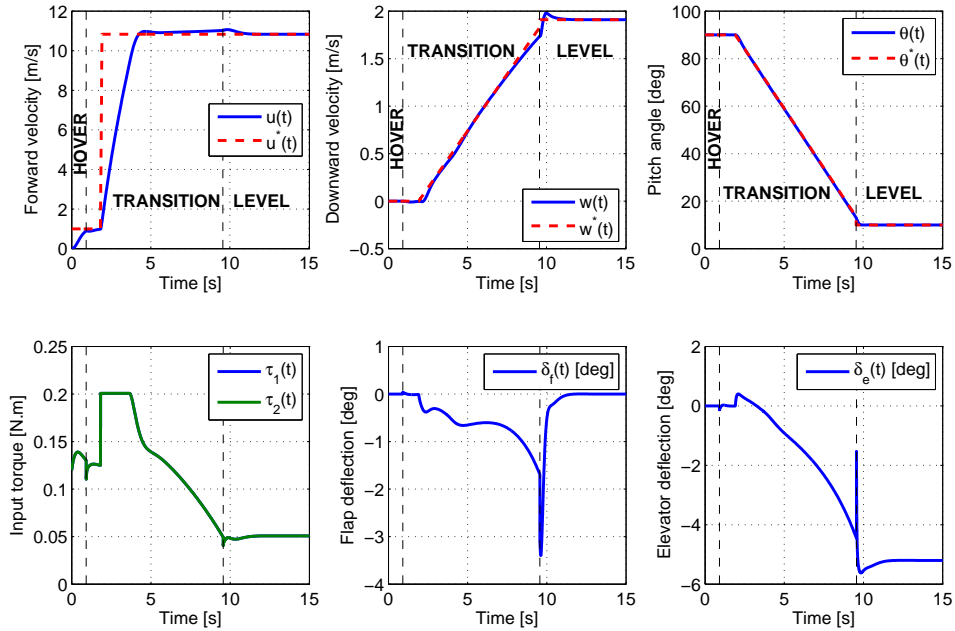 12
10
8
6
4
2
0
Forward velocity [m/s]
HOVER
TRANSITION
LEVEL
u(t)
u*(t)
0
5
10
15
Time [s]
2
1.5
1
0.5
0
−0.5
Downward velocity [m/s]
HOVER
TRANSITION
LEVEL
w(t)
w*(t)
0
5
10
15
Time [s]
100
80
60
40
20
0
Pitch angle [deg]
HOVER
TRANSITION
LEVEL
θ(t)
θ*(t)
0
5
10
15
Time [s]
0.25
0.2
0.15
0.1
0.05
0
Input torque [N.m]
τ1(t)
τ2(t)
0
5
10
15
Time [s]
1
0
−1
−2
−3
−4
Flap deflection [deg]
δf(t) [deg]
0
5
10
15
Time [s]
2
0
−2
−4
−6
Elevator deflection [deg]
δe(t) [deg]
0
5
10
15
Time [s]